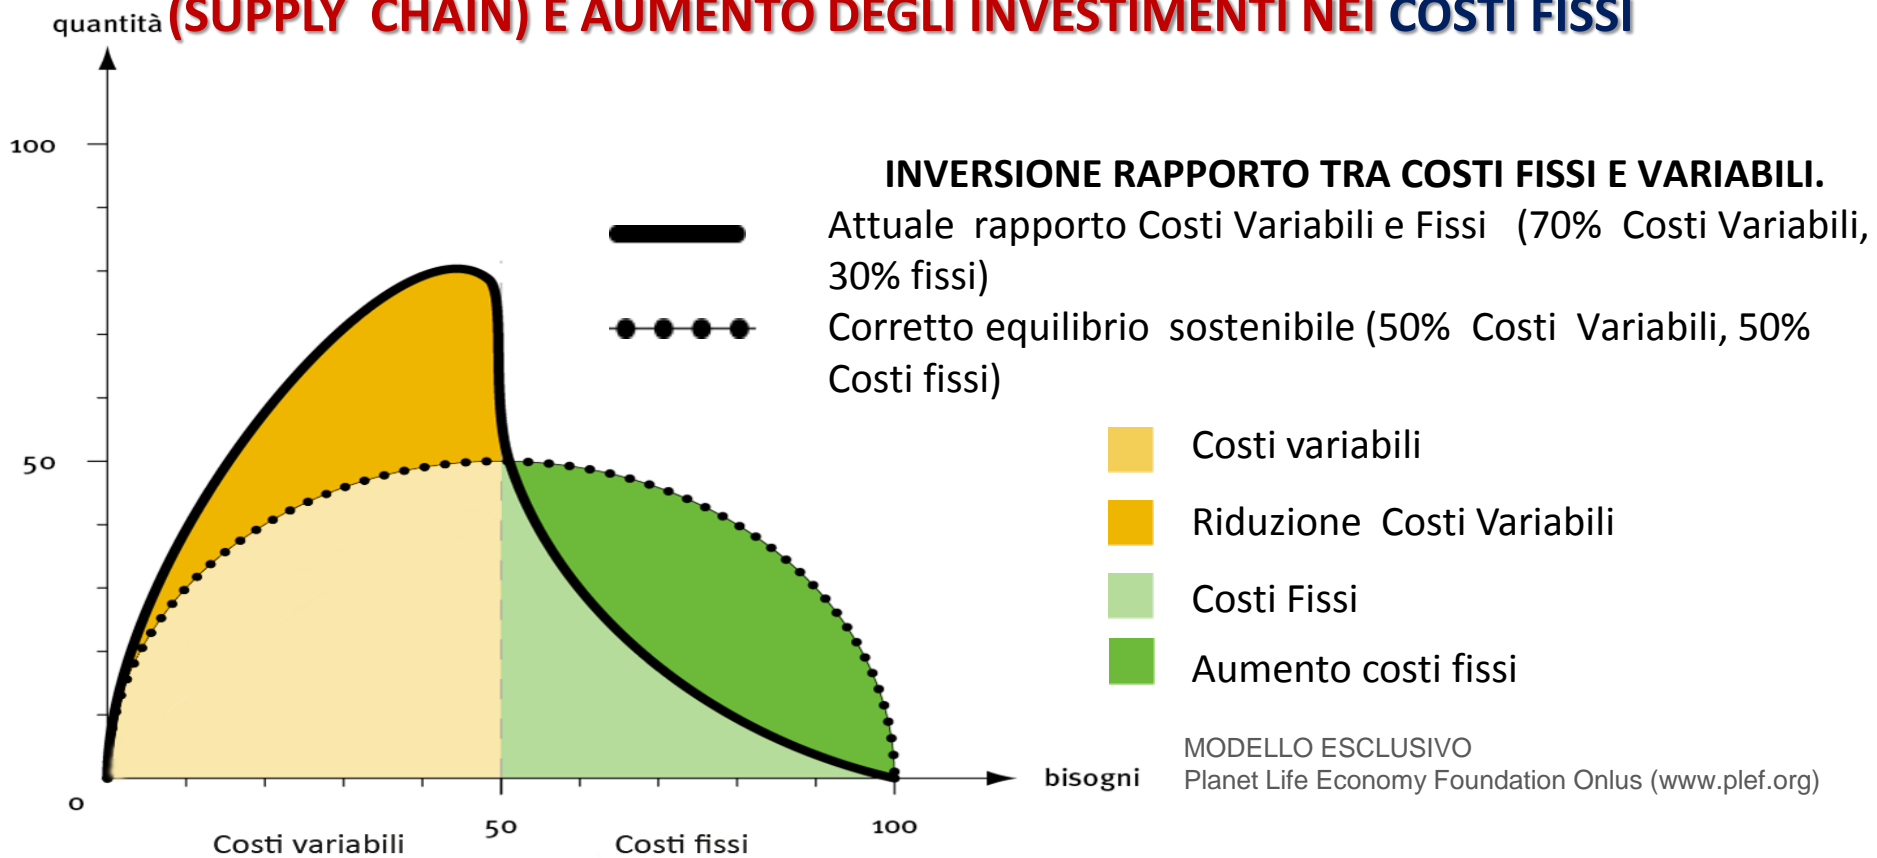 quantità (SUPPLY CHAIN) E AUMENTO DEGLI INVESTIMENTI NEI COSTI FISSI
100
INVERSIONE RAPPORTO TRA COSTI FISSI E VARIABILI.
Attuale rapporto Costi Variabili e Fissi (70% Costi Variabili,
30% fissi)
Corretto equilibrio sostenibile (50% Costi Variabili, 50%
Costi fissi)
Costi variabili
50
Riduzione Costi Variabili
Costi Fissi
Aumento costi fissi
MODELLO ESCLUSIVO
Planet Life Economy Foundation Onlus (www.plef.org)
bisogni
0
50
100
Costi variabili
Costi fissi